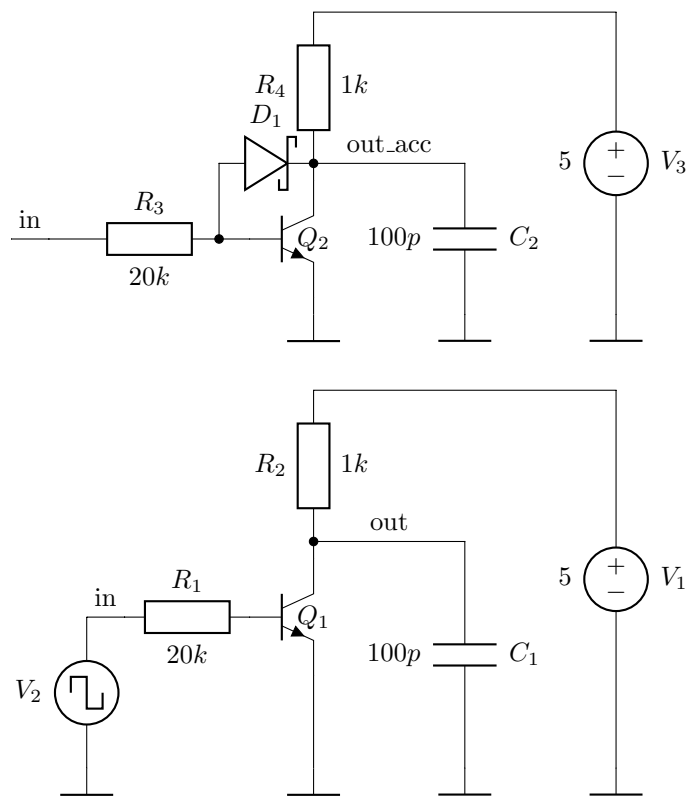 R4
1k
D1
out_acc
5
+
−
V3
in
R3
20k
Q2
100p
C2
R2
1k
out
5
+
−
V1
in
R1
20k
Q1
100p
C1
V2